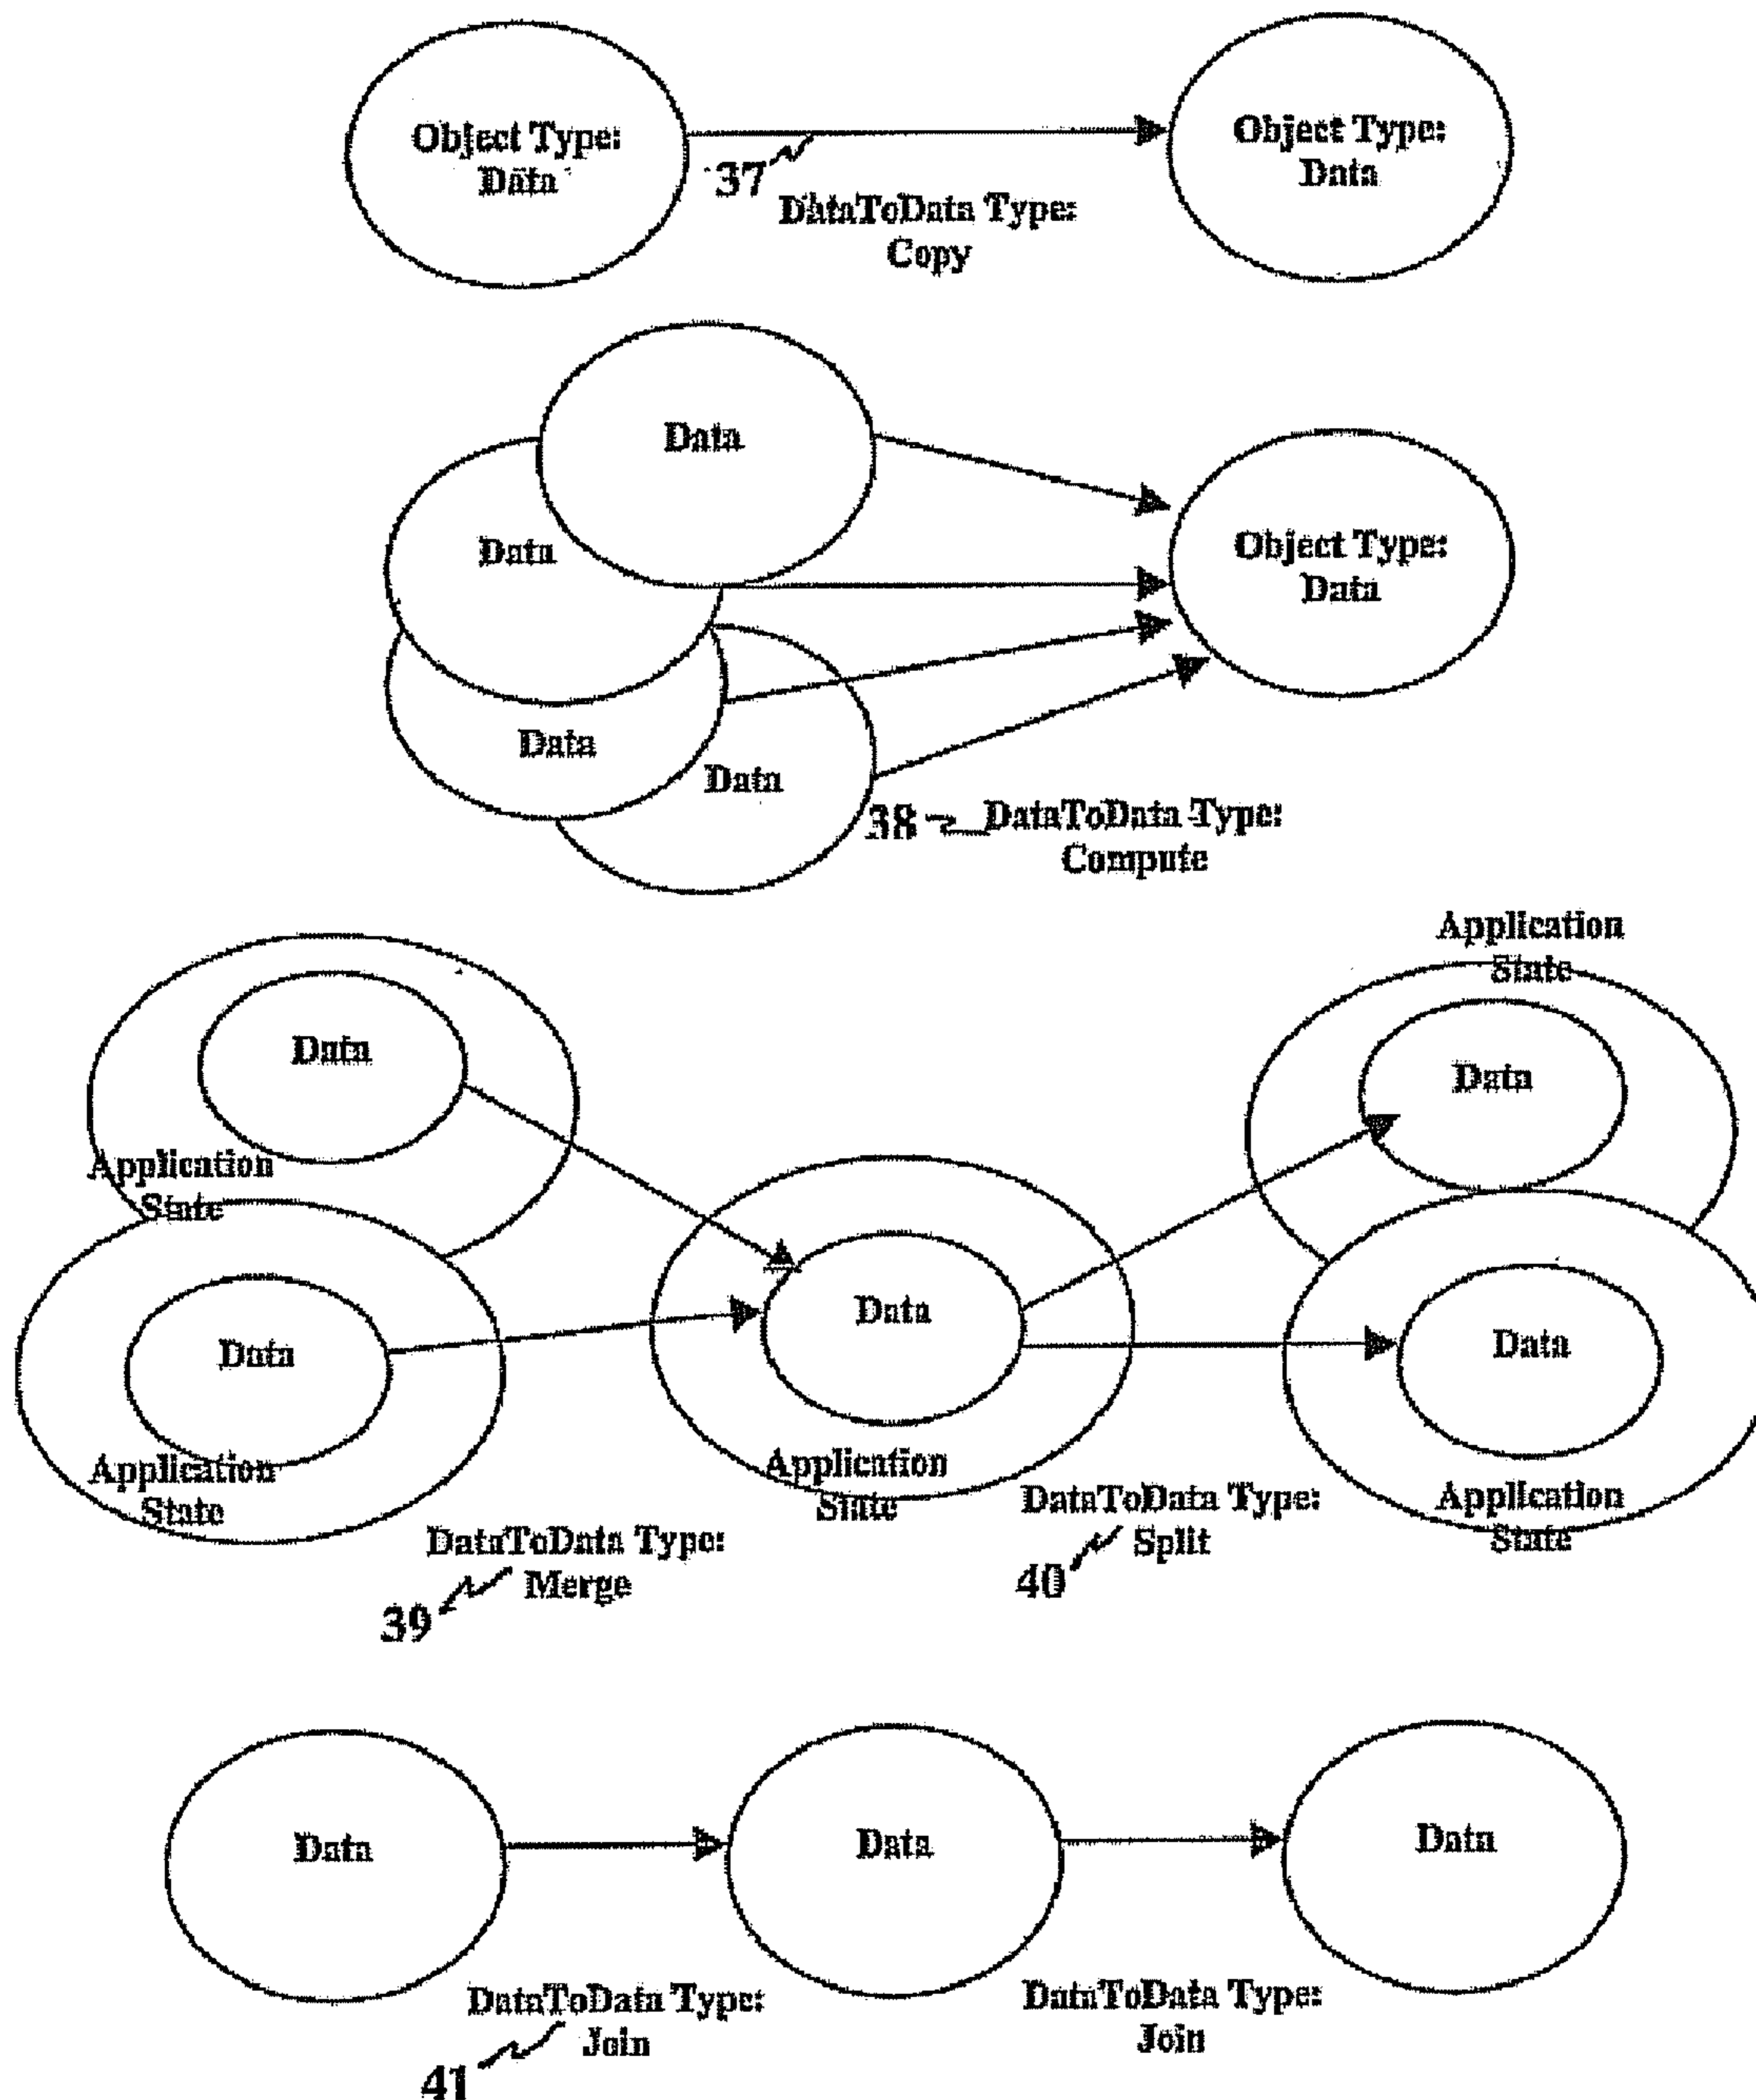 Object Type:
Data
Object Type:
Data
37
DataToData Type:
Copy
Data
Data
Object Type:
Data
Data
Data
38
DataToData Type:
Compute
Application
State
Data
Data
Application
State
Data
Data
Data
Application
State
Application
State
Application
State
DataToData Type:
Split
40
DataToData Type:
Merge
39
Data
Data
Data
DataToData Type:
Join
DataToData Type:
Join
41